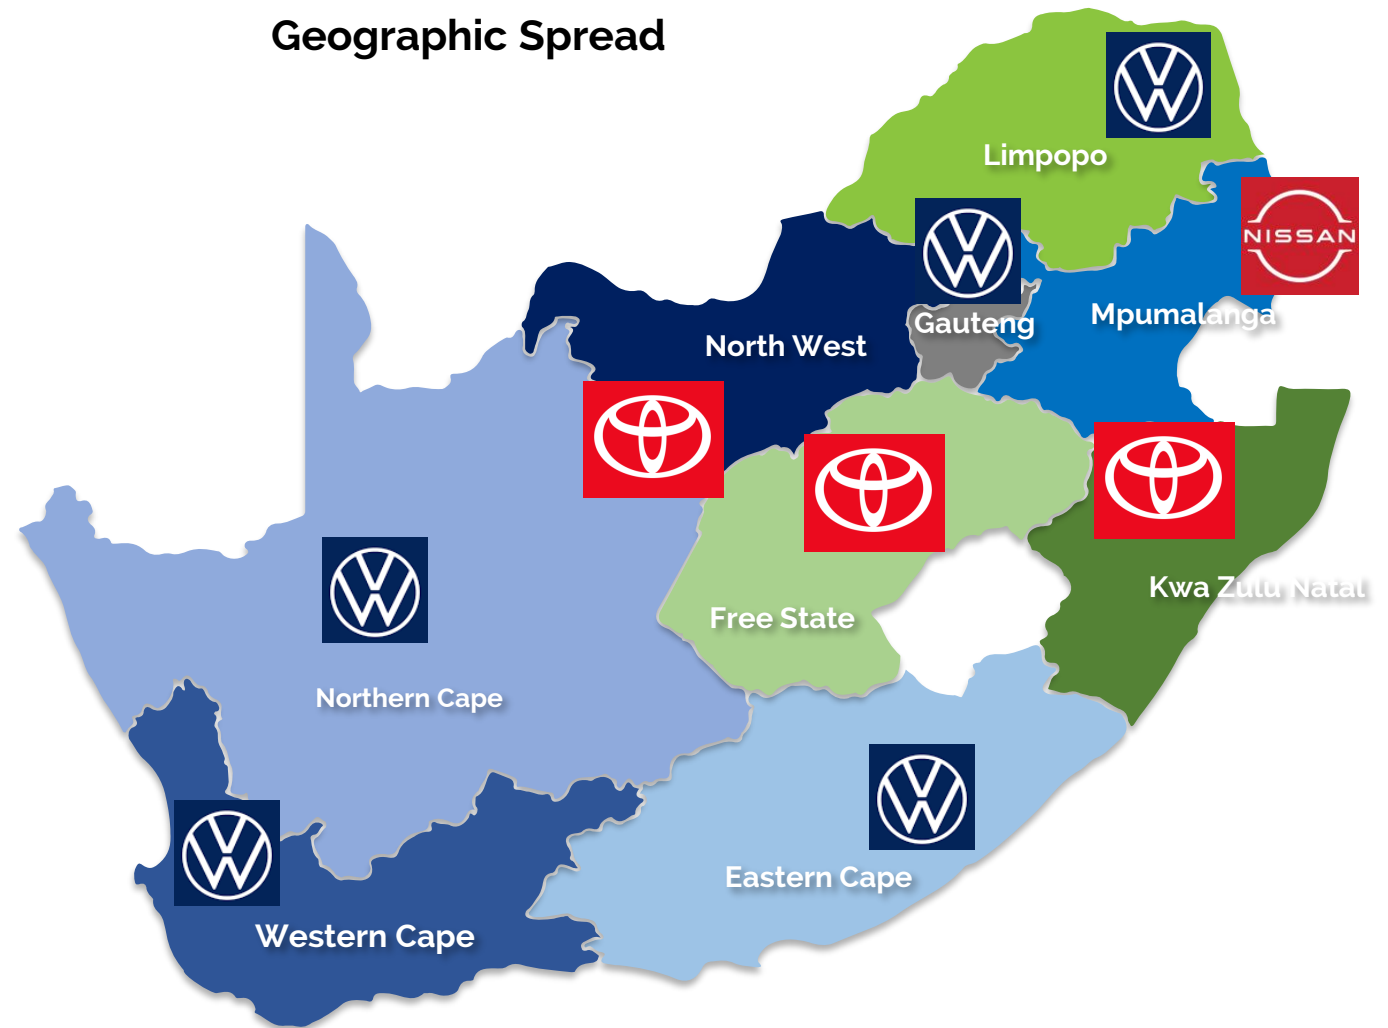 Geographic Spread
Limpopo
NISSAN
Gauteng
Mpumalanga
North West
Kwa Zulu Natal
Free State
Northern Cape
Eastern Cape
Western Cape